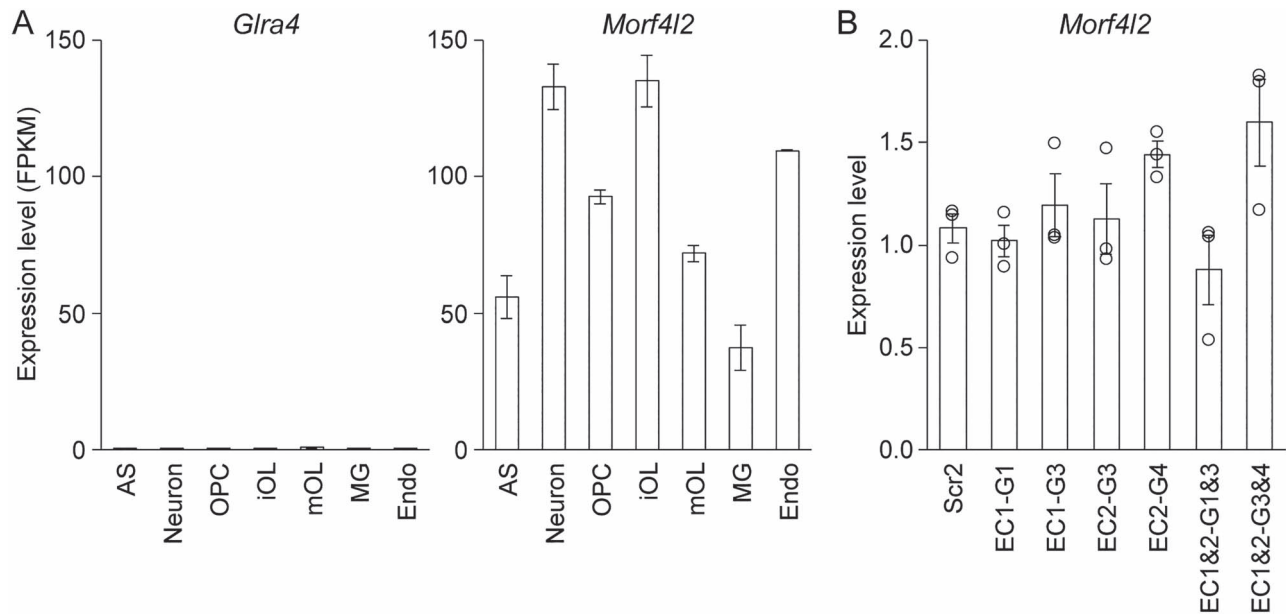 A
Glra4
Expression level (FPKM)
150
100
50
0
AS
Neuron
OPC
iOL
mOL
MG
Endo
Morf4l2
150
100
50
0
AS
Neuron
OPC
iOL
mOL
MG
Endo
B
Morf4l2
Expression level
2.0
1.5
1.0
0.5
0.0
Scr2
EC1-G1
EC1-G3
EC2-G3
EC2-G4
EC1&2-G1&3
EC1&2-G3&4